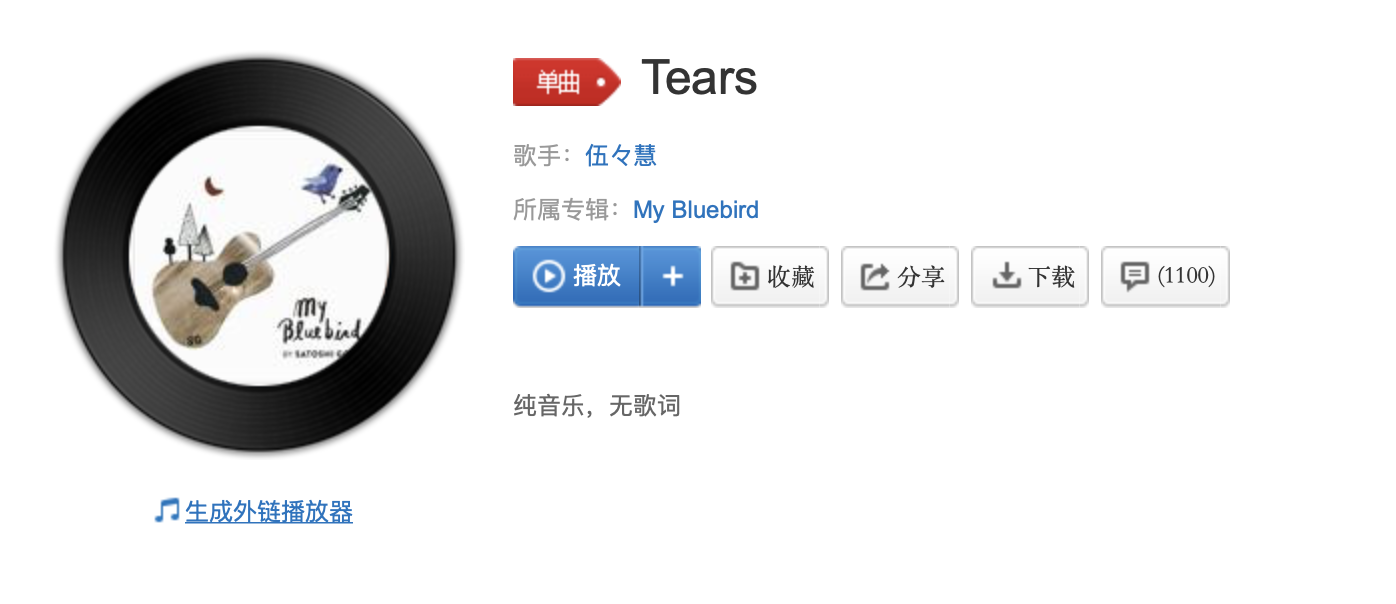 单曲
Tears
歌手：伍々慧
所属专辑：My Bluebird
播放
+
收藏
分享
下载
(1100)
纯音乐，无歌词
My
Bluebird
BY SATOSHI
SG
生成外链播放器